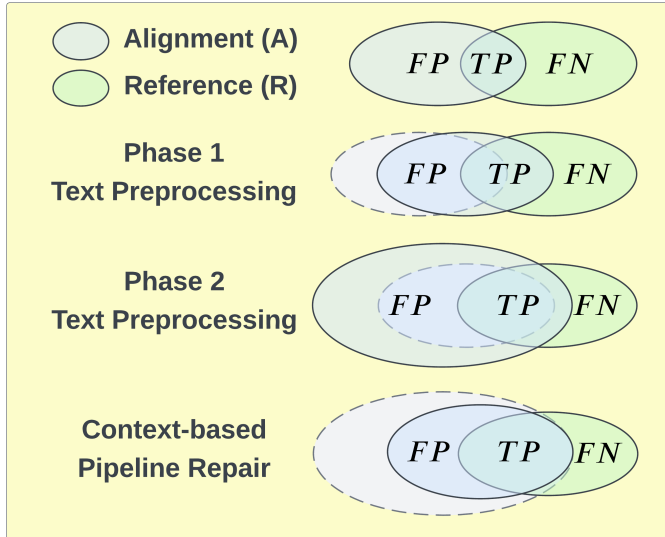 Alignment (A)
Reference (R)
FP TP FN
Phase 1
Text Preprocessing
FP TP FN
Phase 2
Text Preprocessing
FP TP FN
Context-based
Pipeline Repair
FP TP FN